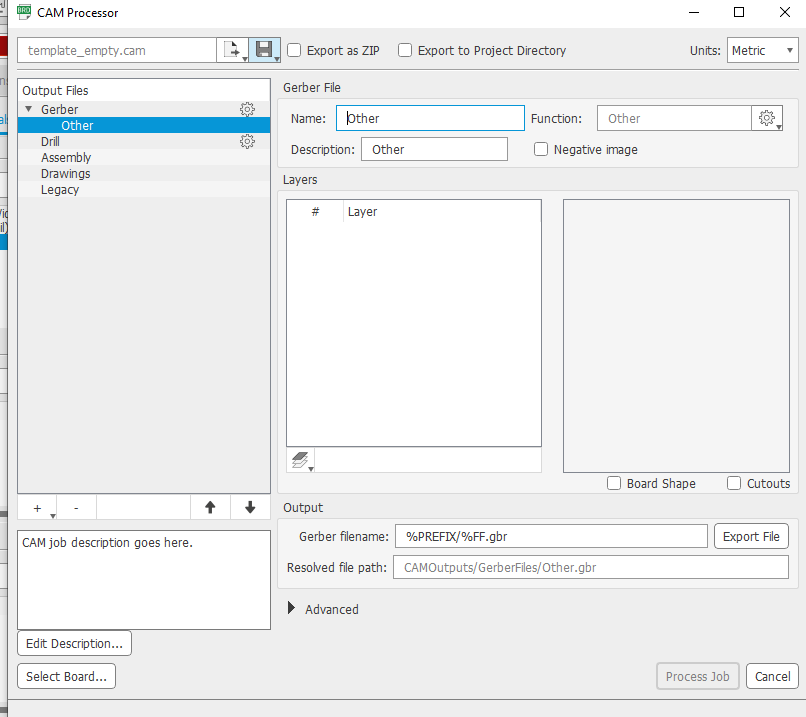 BRD CAM Processor
template_empty.cam Export as ZIP Export to Project Directory Units: Metric
Output Files
Gerber
Other
Drill
Assembly
Drawings
Legacy
+ -
CAM job description goes here.
Edit Description...
Select Board...
Gerber File
Name: Other Function: Other
Description: Other Negative image
Layers
# Layer
Board Shape Cutouts
Output
Gerber filename: %PREFIX/%FF.gbr Export File
Resolved file path: CAMOutputs/GerberFiles/Other.gbr
Advanced
Process Job Cancel